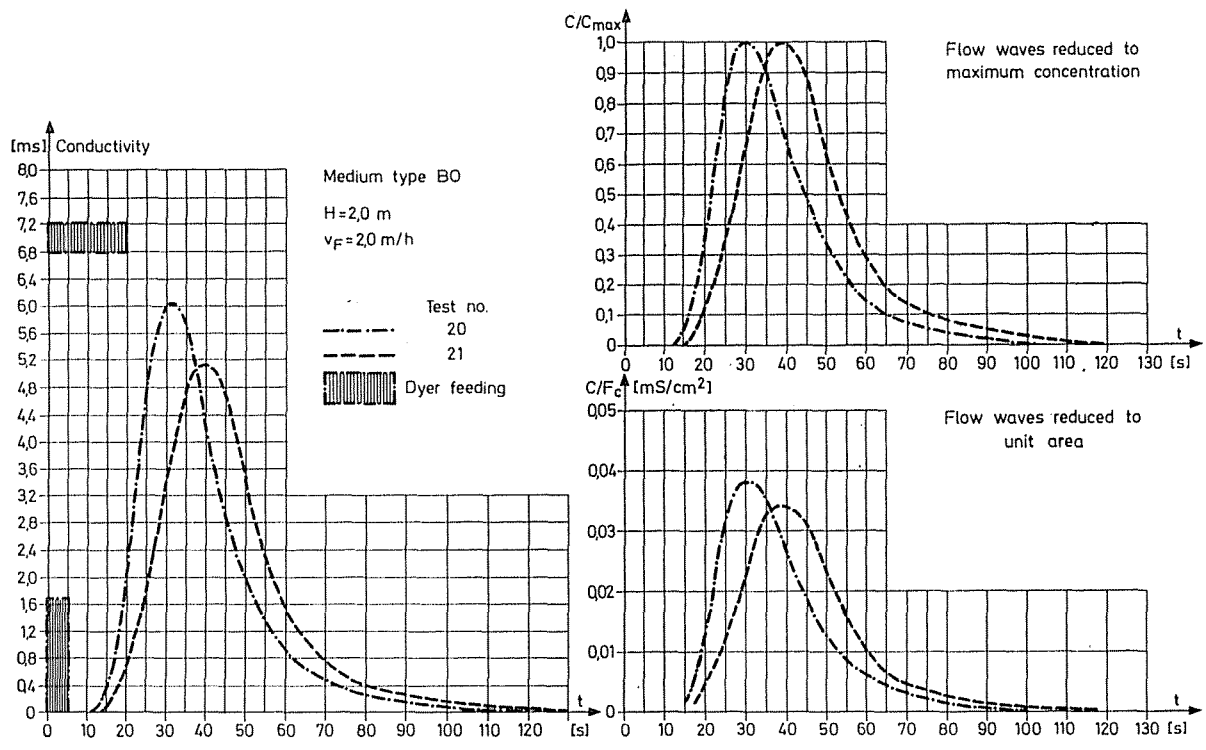 [ms] Conductivity
8,0
7,6
7,2
6,8
6,4
6,0
5,6
5,2
4,8
4,4
4,0
3,6
3,2
2,8
2,4
2,0
1,6
1,2
0,8
0,4
0
0 10 20 30 40 50 60 70 80 90 100 110 120 [s]
t
Medium type BO
H=2,0 m
vF=2,0 m/h
Test no.
20
21
Dyer feeding
C/Cmax
1,0
0,9
0,8
0,7
0,6
0,5
0,4
0,3
0,2
0,1
0
0 10 20 30 40 50 60 70 80 90 100 110 120 130 [s]
t
Flow waves reduced to
maximum concentration
C/Fc [mS/cm2]
0,05
0,04
0,03
0,02
0,01
0
0 10 20 30 40 50 60 70 80 90 100 110 120 130 [s]
t
Flow waves reduced to
unit area